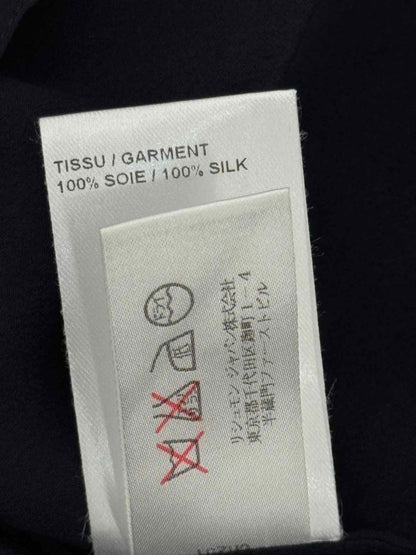 TISSU / GARMENT
100% SOIE / 100% SILK
リシュモン ジャパン株式会社
東京都千代田区麹町1－4
半蔵門ファーストビル